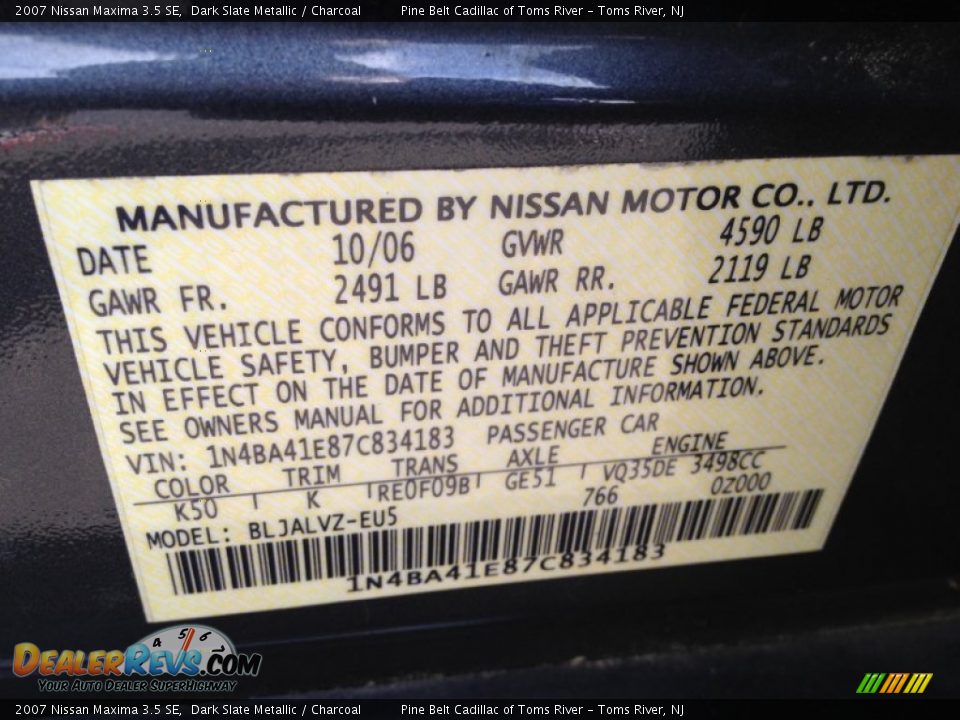 2007 Nissan Maxima 3.5 SE, Dark Slate Metallic / Charcoal Pine Belt Cadillac of Toms River - Toms River, NJ
MANUFACTURED BY NISSAN MOTOR CO., LTD.
DATE 10/06 GVWR 4590 LB
GAWR FR. 2491 LB GAWR RR. 2119 LB
THIS VEHICLE CONFORMS TO ALL APPLICABLE FEDERAL MOTOR
VEHICLE SAFETY, BUMPER AND THEFT PREVENTION STANDARDS
IN EFFECT ON THE DATE OF MANUFACTURE SHOWN ABOVE.
SEE OWNERS MANUAL FOR ADDITIONAL INFORMATION.
VIN: 1N4BA41E87C834183 PASSENGER CAR
COLOR TRIM TRANS AXLE ENGINE
K50 K RE0F09B GE51 VQ35DE 3498CC
766 0Z000
MODEL: BLJALVZ-EU5
1N4BA41E87C834183
4 5 6
DEALERREVS.COM
Your Auto Dealer SuperHighway
2007 Nissan Maxima 3.5 SE, Dark Slate Metallic / Charcoal Pine Belt Cadillac of Toms River - Toms River, NJ